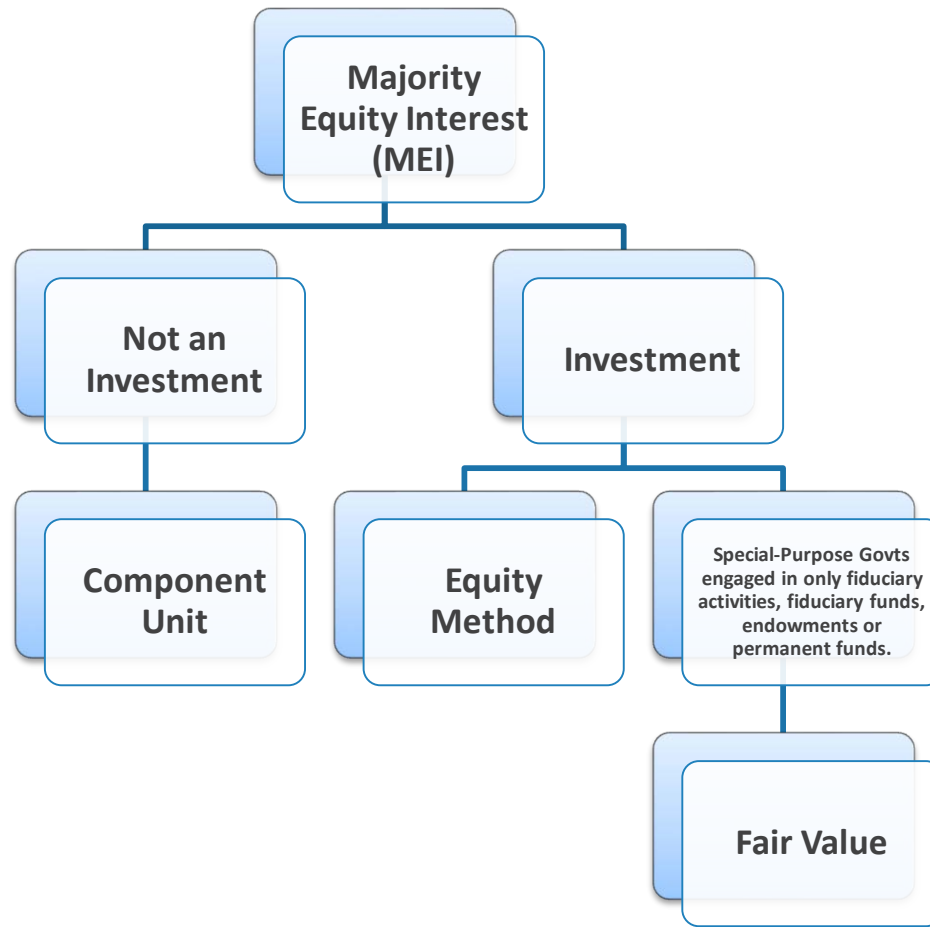 Majority
Equity Interest
(MEI)
Not an
Investment
Investment
Component
Unit
Equity
Method
Special-Purpose Govts
engaged in only fiduciary
activities, fiduciary funds,
endowments or
permanent funds.
Fair Value